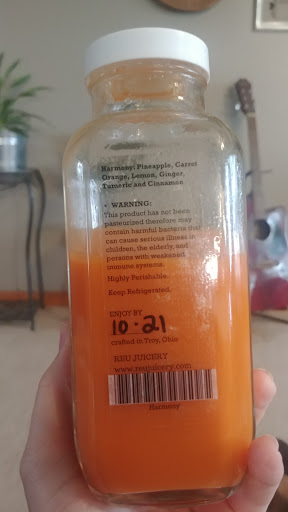 Harmony: Pineapple, Carrot
Orange, Lemon, Ginger,
Tumeric and Cinnamon
• WARNING:
This product has not been
pasteurized therefore may
contain harmful bacteria that
can cause serious illness in
children, the elderly, and
persons with weakened
immune systems.
Highly Perishable.
Keep Refrigerated.
ENJOY BY
10 · 21
crafted in Troy, Ohio
RSU JUICERY
www.rsujuicery.com
Harmony